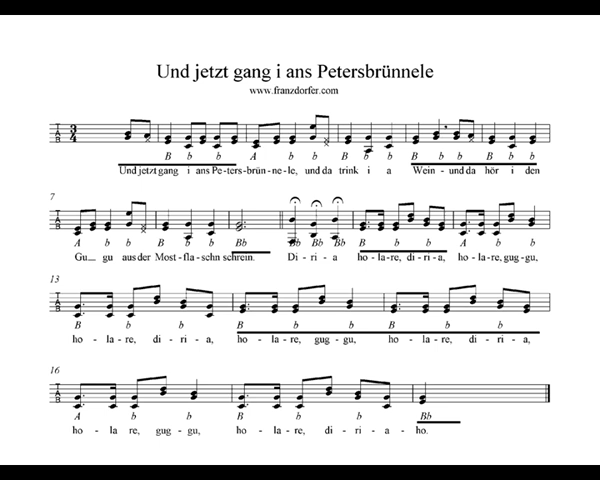 Und jetzt gang i ans Petersbrünnele
www.franzdorfer.com
T A B 3 4
B b b A b b B b b B b b
Und jetzt gang i ans Pe-ters-brün-ne-le, und da trink i a Wein-und da hör i den
7
A b b B b b Bb Bb Bb Bb B b b A b b
Gu__ gu aus der Most-fla-schn schrein. Di-ri-a ho-la-re, di-ri-a, ho-la-re, gug-gu,
13
B b b B b b B b b
ho-la-re, di-ri-a, ho-la-re, gug-gu, ho-la-re, di-ri-a,
16
A b b B b b Bb
ho-la re, gug-gu, ho-la-re, di-ri-a-ho.